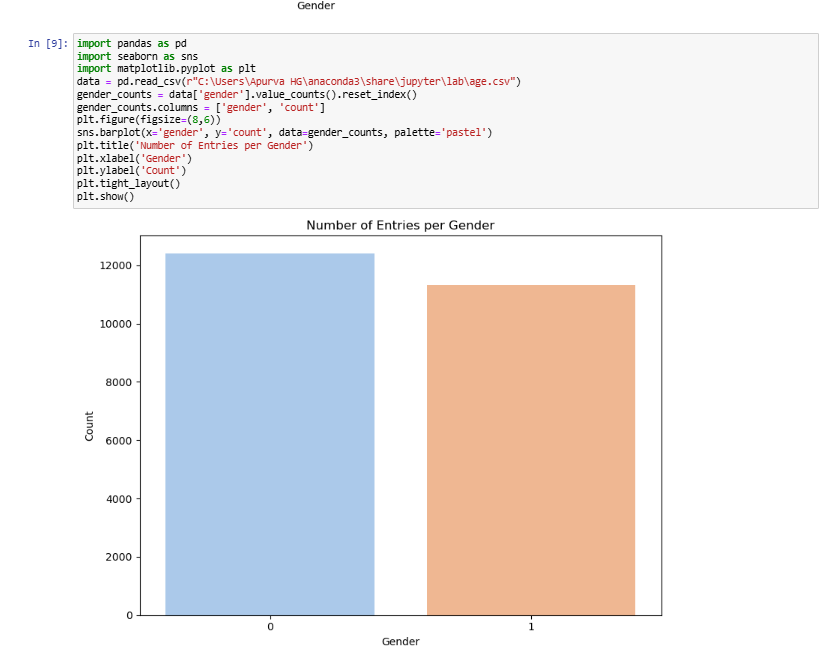 Gender
In [9]: import pandas as pd
import seaborn as sns
import matplotlib.pyplot as plt
data = pd.read_csv(r"C:\Users\Apurva HG\anaconda3\share\jupyter\lab\age.csv")
gender_counts = data['gender'].value_counts().reset_index()
gender_counts.columns = ['gender', 'count']
plt.figure(figsize=(8,6))
sns.barplot(x='gender', y='count', data=gender_counts, palette='pastel')
plt.title('Number of Entries per Gender')
plt.xlabel('Gender')
plt.ylabel('Count')
plt.tight_layout()
plt.show()
Number of Entries per Gender
12000
10000
8000
6000
4000
2000
0
Count
0 1
Gender